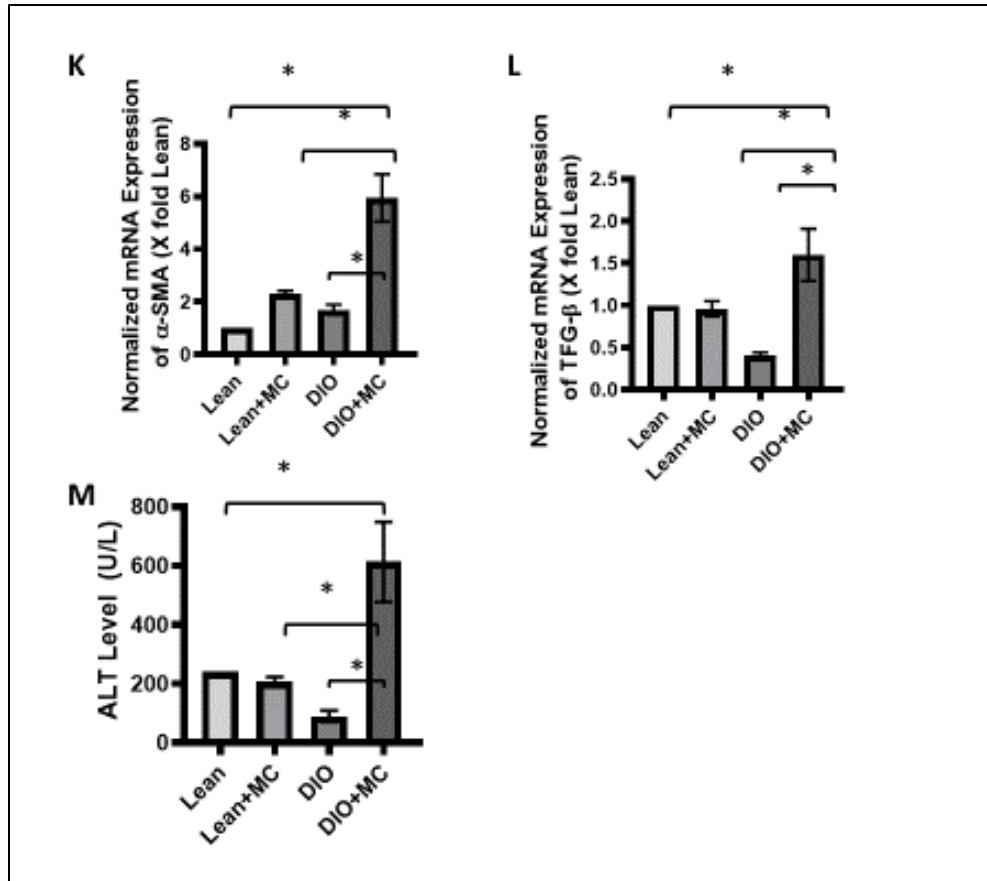 K
*
*
*
Normalized mRNA Expression
of α-SMA (X fold Lean)
8
6
4
2
0
Lean
Lean+MC
DIO
DIO+MC
L
*
*
*
Normalized mRNA Expression
of TFG-β (X fold Lean)
2.5
2.0
1.5
1.0
0.5
0.0
Lean
Lean+MC
DIO
DIO+MC
M
*
*
*
ALT Level (U/L)
800
600
400
200
0
Lean
Lean+MC
DIO
DIO+MC